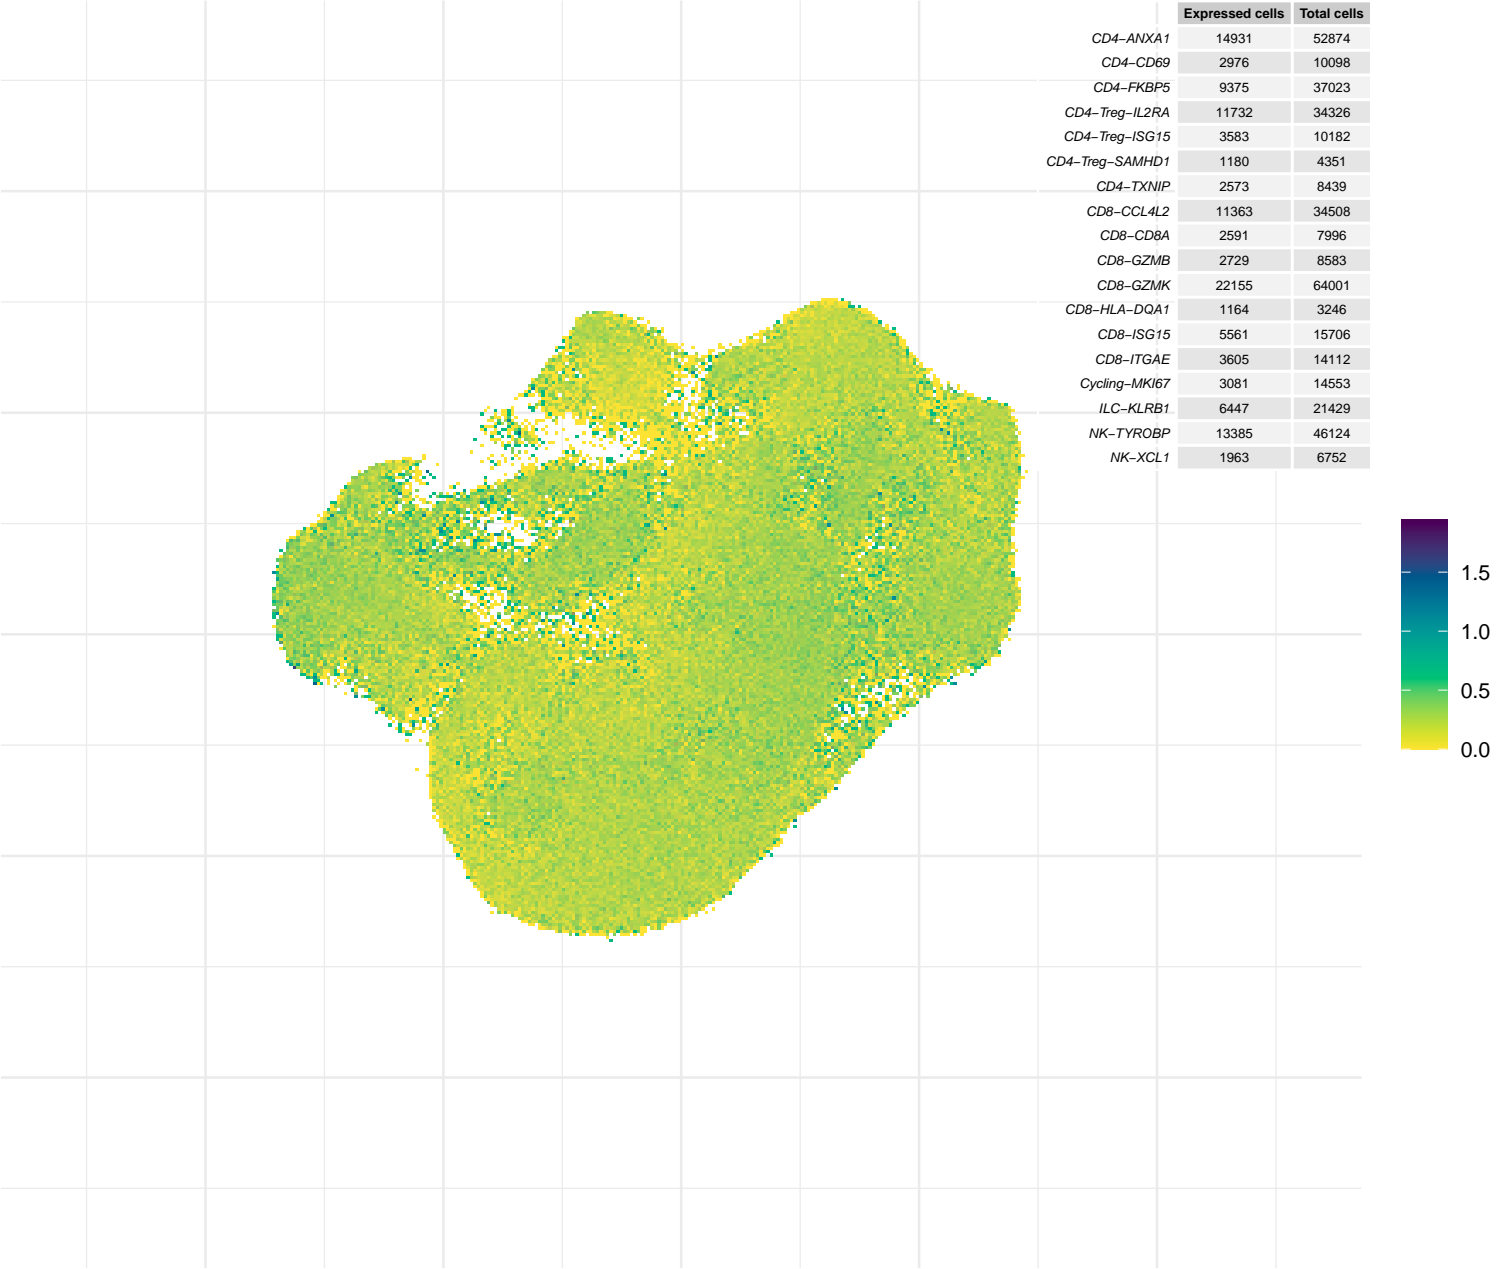 Expressed cells Total cells
CD4−ANXA1 14931 52874
CD4−CD69 2976 10098
CD4−FKBP5 9375 37023
CD4−Treg−IL2RA 11732 34326
CD4−Treg−ISG15 3583 10182
CD4−Treg−SAMHD1 1180 4351
CD4−TXNIP 2573 8439
CD8−CCL4L2 11363 34508
CD8−CD8A 2591 7996
CD8−GZMB 2729 8583
CD8−GZMK 22155 64001
CD8−HLA−DQA1 1164 3246
CD8−ISG15 5561 15706
CD8−ITGAE 3605 14112
Cycling−MKI67 3081 14553
ILC−KLRB1 6447 21429
NK−TYROBP 13385 46124
NK−XCL1 1963 6752
1.5
1.0
0.5
0.0